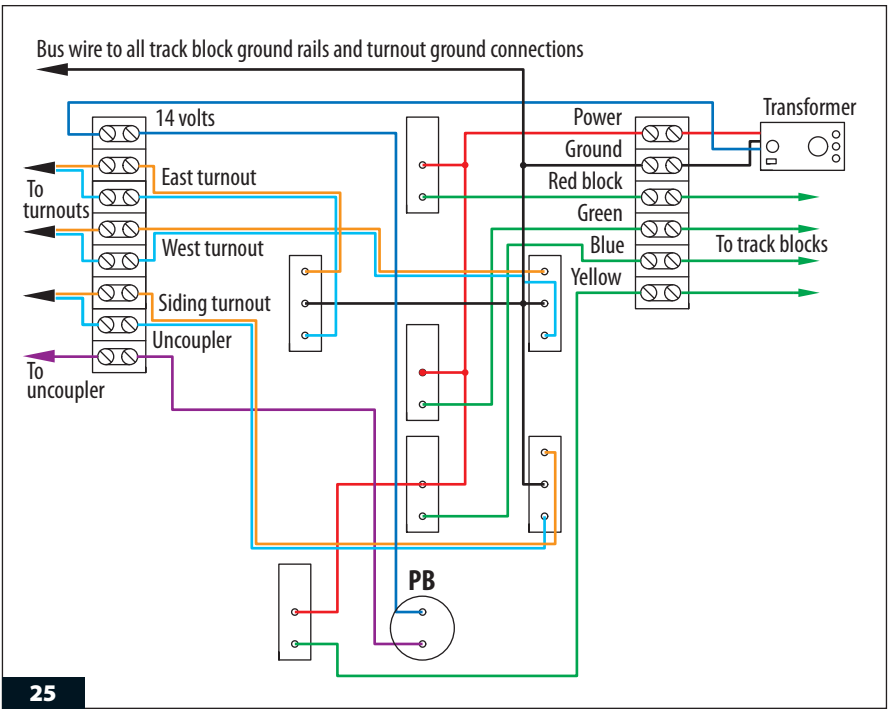 Bus wire to all track block ground rails and turnout ground connections
14 volts
Power
Transformer
Ground
East turnout
Red block
To
turnouts
Green
West turnout
Blue
To track blocks
Yellow
Siding turnout
Uncoupler
To
uncoupler
PB
25